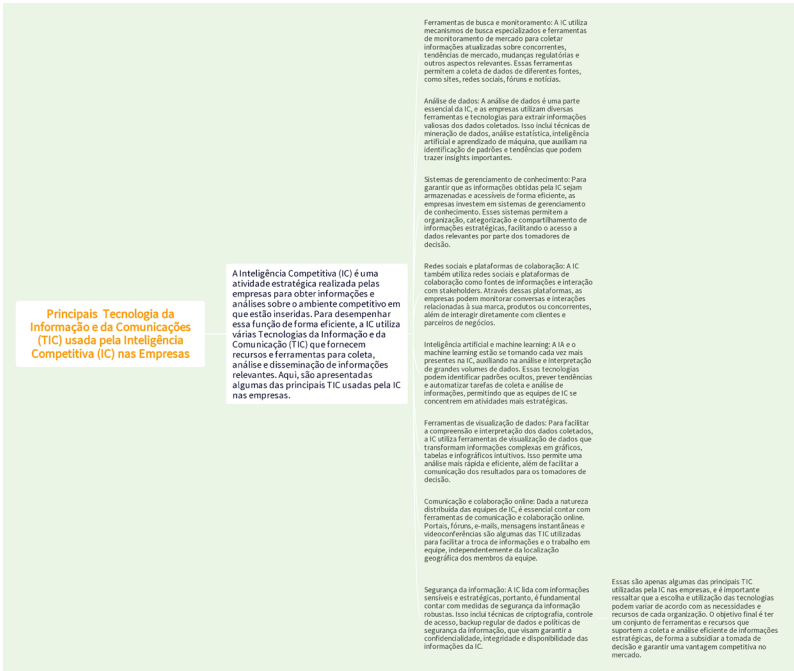 Principais Tecnologia da
Informação e da Comunicações
(TIC) usada pela Inteligência
Competitiva (IC) nas Empresas
A Inteligência Competitiva (IC) é uma
atividade estratégica realizada pelas
empresas para obter informações e
análises sobre o ambiente competitivo em
que estão inseridas. Para desempenhar
essa função de forma eficiente, a IC utiliza
várias Tecnologias da Informação e da
Comunicação (TIC) que fornecem
recursos e ferramentas para coleta,
análise e disseminação de informações
relevantes. Aqui, são apresentadas
algumas das principais TIC usadas pela IC
nas empresas.
Ferramentas de busca e monitoramento: A IC utiliza
mecanismos de busca especializados e ferramentas
de monitoramento de mercado para coletar
informações atualizadas sobre concorrentes,
tendências de mercado, mudanças regulatórias e
outros aspectos relevantes. Essas ferramentas
permitem a coleta de dados de diferentes fontes,
como sites, redes sociais, fóruns e notícias.
Análise de dados: A análise de dados é uma parte
essencial da IC, e as empresas utilizam diversas
ferramentas e tecnologias para extrair informações
valiosas dos dados coletados. Isso inclui técnicas de
mineração de dados, análise estatística, inteligência
artificial e aprendizado de máquina, que auxiliam na
identificação de padrões e tendências que podem
trazer insights importantes.
Sistemas de gerenciamento de conhecimento: Para
garantir que as informações obtidas pela IC sejam
armazenadas e acessíveis de forma eficiente, as
empresas investem em sistemas de gerenciamento
de conhecimento. Esses sistemas permitem a
organização, categorização e compartilhamento de
informações estratégicas, facilitando o acesso a
dados relevantes por parte dos tomadores de
decisão.
Redes sociais e plataformas de colaboração: A IC
também utiliza redes sociais e plataformas de
colaboração como fontes de informações e interação
com stakeholders. Através dessas plataformas, as
empresas podem monitorar conversas e interações
relacionadas à sua marca, produtos ou concorrentes,
além de interagir diretamente com clientes e
parceiros de negócios.
Inteligência artificial e machine learning: A IA e o
machine learning estão se tornando cada vez mais
presentes na IC, auxiliando na análise e interpretação
de grandes volumes de dados. Essas tecnologias
podem identificar padrões ocultos, prever tendências
e automatizar tarefas de coleta e análise de
informações, permitindo que as equipes de IC se
concentrem em atividades mais estratégicas.
Ferramentas de visualização de dados: Para facilitar
a compreensão e interpretação dos dados coletados,
a IC utiliza ferramentas de visualização de dados que
transformam informações complexas em gráficos,
tabelas e infográficos intuitivos. Isso permite uma
análise mais rápida e eficiente, além de facilitar a
comunicação dos resultados para os tomadores de
decisão.
Comunicação e colaboração online: Dada a natureza
distribuída das equipes de IC, é essencial contar com
ferramentas de comunicação e colaboração online.
Portais, fóruns, e-mails, mensagens instantâneas e
videoconferências são algumas das TIC utilizadas
para facilitar a troca de informações e o trabalho em
equipe, independentemente da localização
geográfica dos membros da equipe.
Segurança da informação: A IC lida com informações
sensíveis e estratégicas, portanto, é fundamental
contar com medidas de segurança da informação
robustas. Isso inclui técnicas de criptografia, controle
de acesso, backup regular de dados e políticas de
segurança da informação, que visam garantir a
confidencialidade, integridade e disponibilidade das
informações da IC.
Essas são apenas algumas das principais TIC
utilizadas pela IC nas empresas, e é importante
ressaltar que a escolha e utilização das tecnologias
podem variar de acordo com as necessidades e
recursos de cada organização. O objetivo final é ter
um conjunto de ferramentas e recursos que
suportem a coleta e análise eficiente de informações
estratégicas, de forma a subsidiar a tomada de
decisão e garantir uma vantagem competitiva no
mercado.